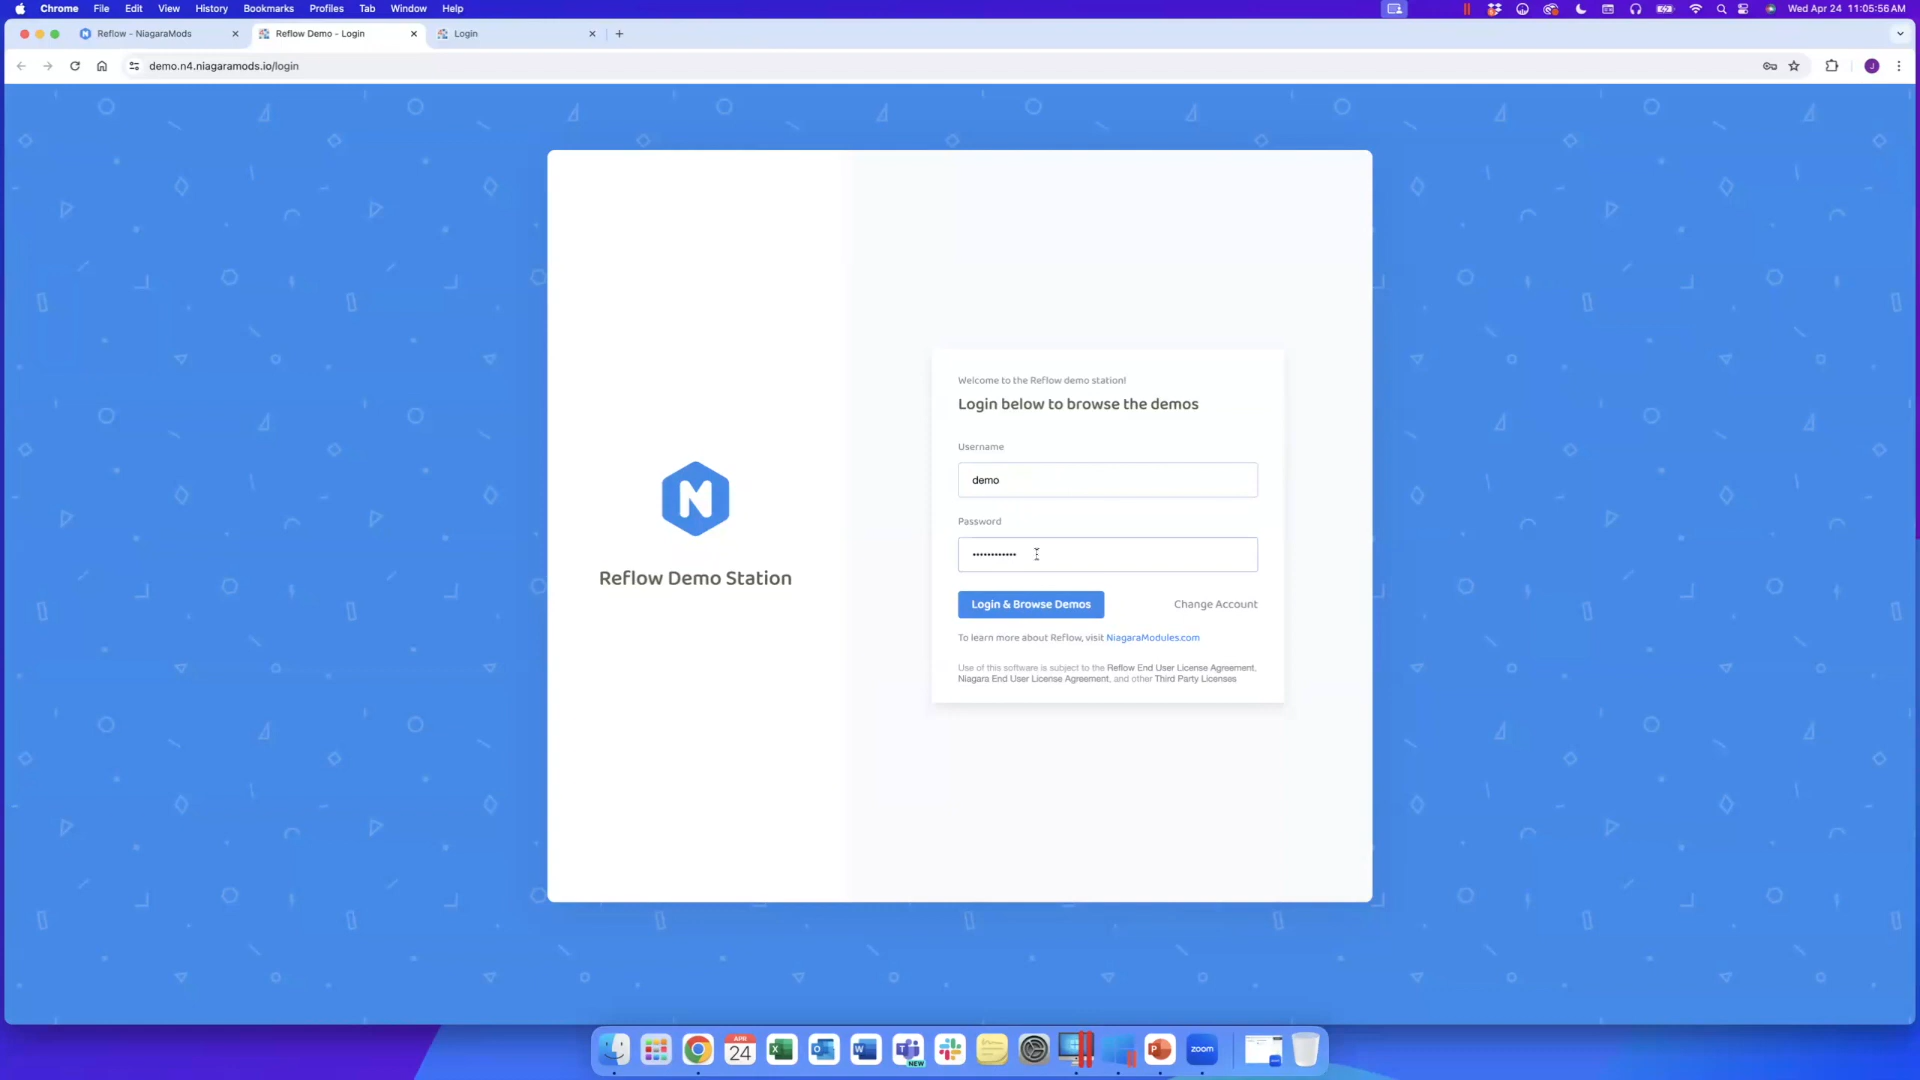 Chrome File Edit View History Bookmarks Profiles Tab Window Help
Wed Apr 24 11:05:56 AM
Reflow - NiagaraMods
Reflow Demo - Login
Login
demo.n4.niagaramods.io/login
J
Welcome to the Reflow demo station!
Login below to browse the demos
Username
demo
Password
Login & Browse Demos
Change Account
To learn more about Reflow, visit NiagaraModules.com
Use of this software is subject to the Reflow End User License Agreement,
Niagara End User License Agreement, and other Third Party Licenses
N
Reflow Demo Station
APR
24
NEW
zoom